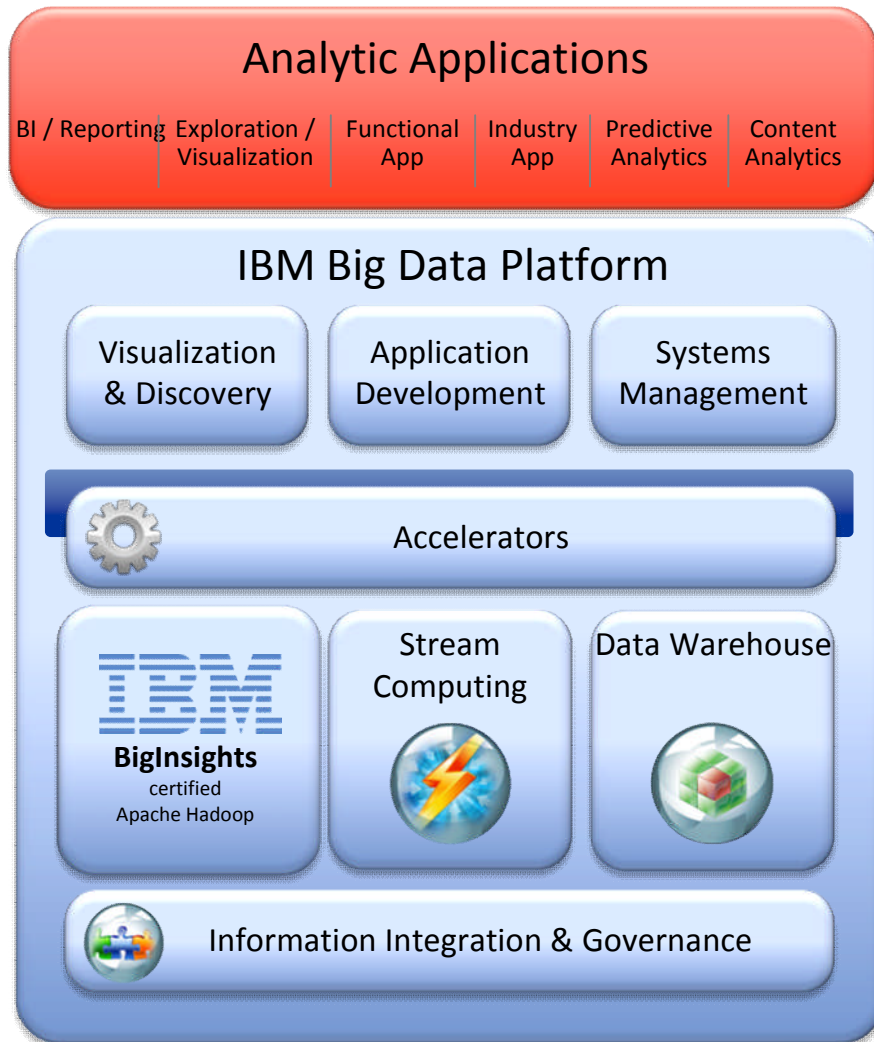 Analytic Applications
BI / Reporting
Exploration /
Visualization
Functional
App
Industry
App
Predictive
Analytics
Content
Analytics
IBM Big Data Platform
Visualization
& Discovery
Application
Development
Systems
Management
Accelerators
IBM
BigInsights
certified
Apache Hadoop
Stream
Computing
Data Warehouse
Information Integration & Governance